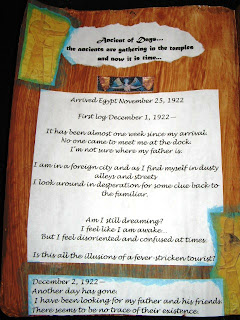 Ancient of Days...
the ancients are gathering in the temples
and now it is time...
Arrived Egypt November 25, 1922
First log December 1, 1922—
It has been almost one week since my arrival.
No one came to meet me at the dock.
I'm not sure where my father is.
I am in a foreign city and as I find myself in dusty
alleys and streets
I look around in desperation for some clue back to
the familiar.
Am I still dreaming?
I feel like I am awake...
But I feel disoriented and confused at times.
Is this all the illusions of a fever stricken tourist?
December 2, 1922—
Another day has gone.
I have been looking for my father and his friends.
There seems to be no trace of their existence.